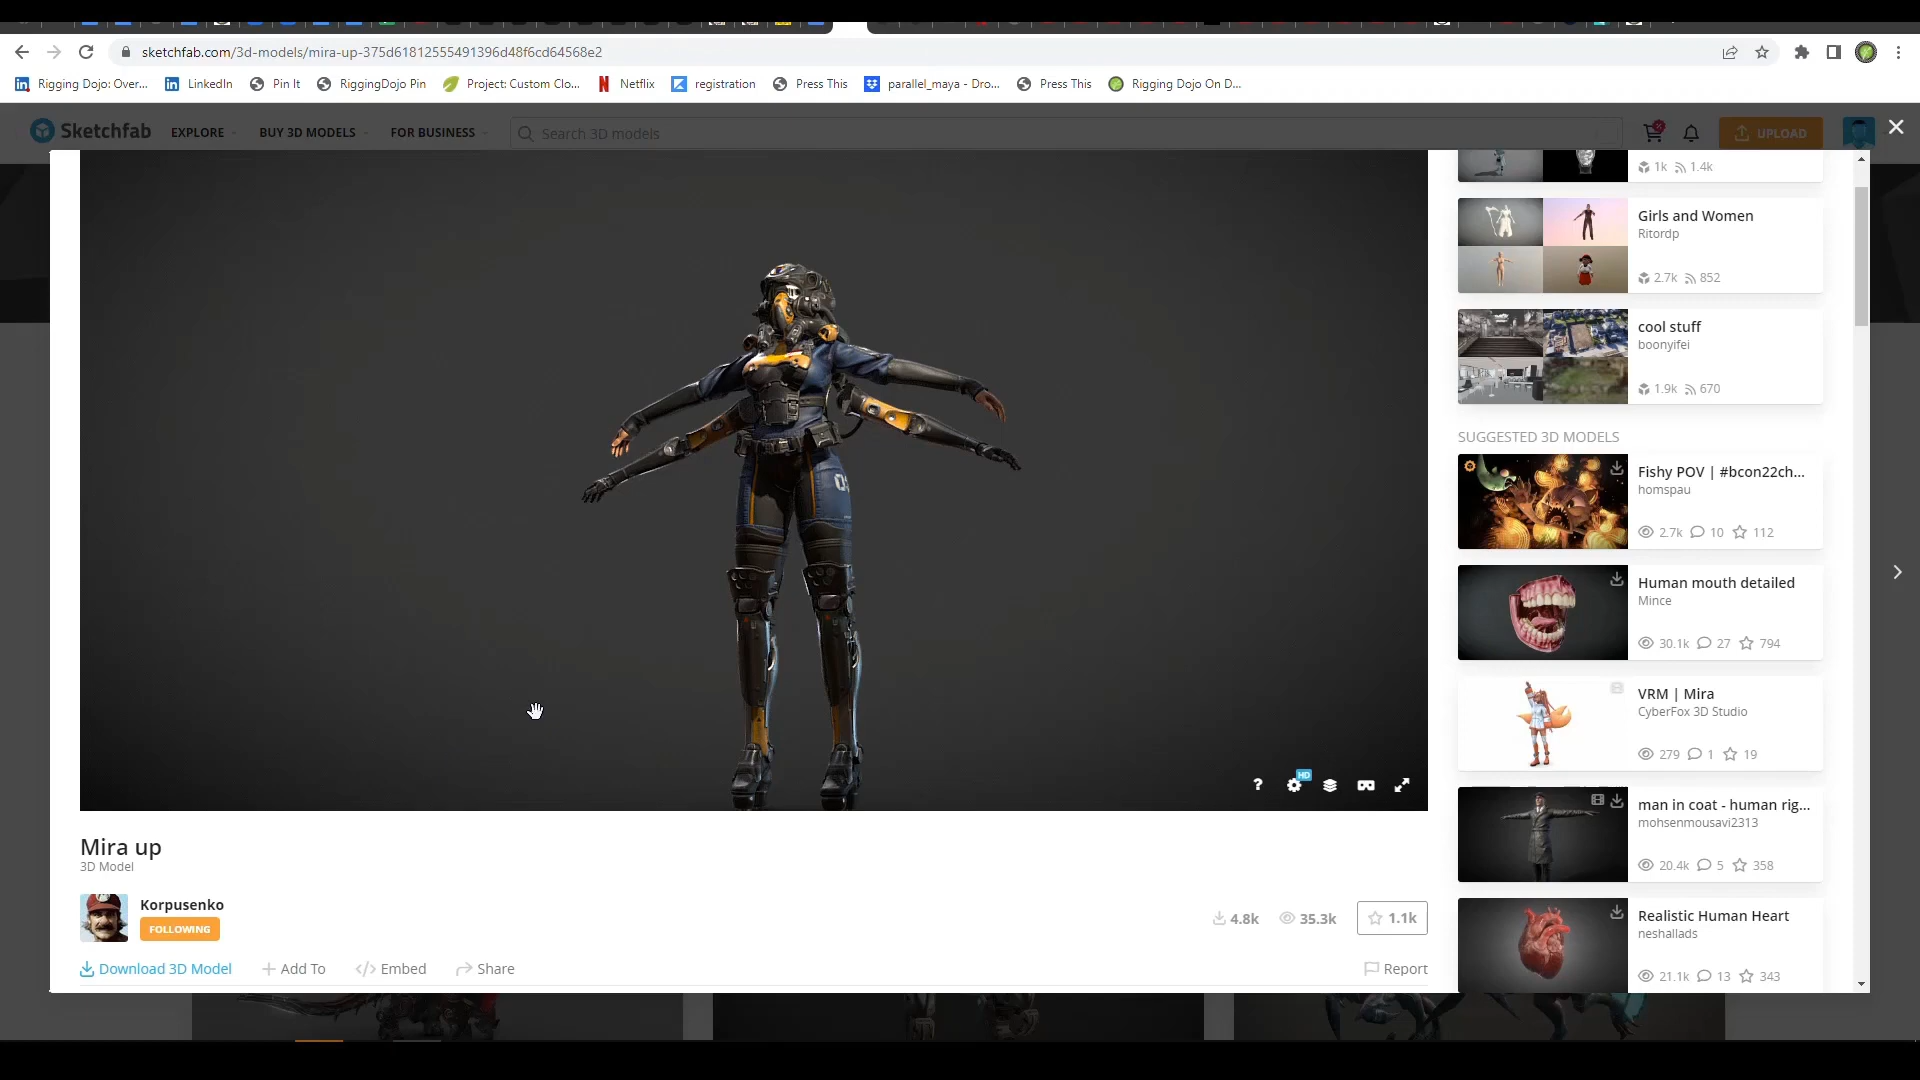 sketchfab.com/3d-models/mira-up-375d61812555491396d48f6cd64568e2
Rigging Dojo: Over... LinkedIn Pin It RiggingDojo Pin Project: Custom Clo... Netflix registration Press This parallel_maya - Dro... Press This Rigging Dojo On D...
Sketchfab EXPLORE BUY 3D MODELS FOR BUSINESS Search 3D models UPLOAD
1k 1.4k
Girls and Women
Ritordp
2.7k 852
cool stuff
boonyifei
1.9k 670
SUGGESTED 3D MODELS
Fishy POV | #bcon22ch...
homspau
2.7k 10 112
Human mouth detailed
Mince
30.1k 27 794
VRM | Mira
CyberFox 3D Studio
279 1 19
man in coat - human rig...
mohsenmousavi2313
20.4k 5 358
Realistic Human Heart
neshallads
21.1k 13 343
? HD
Mira up
3D Model
Korpusenko
FOLLOWING
4.8k 35.3k 1.1k
Download 3D Model Add To </> Embed Share Report